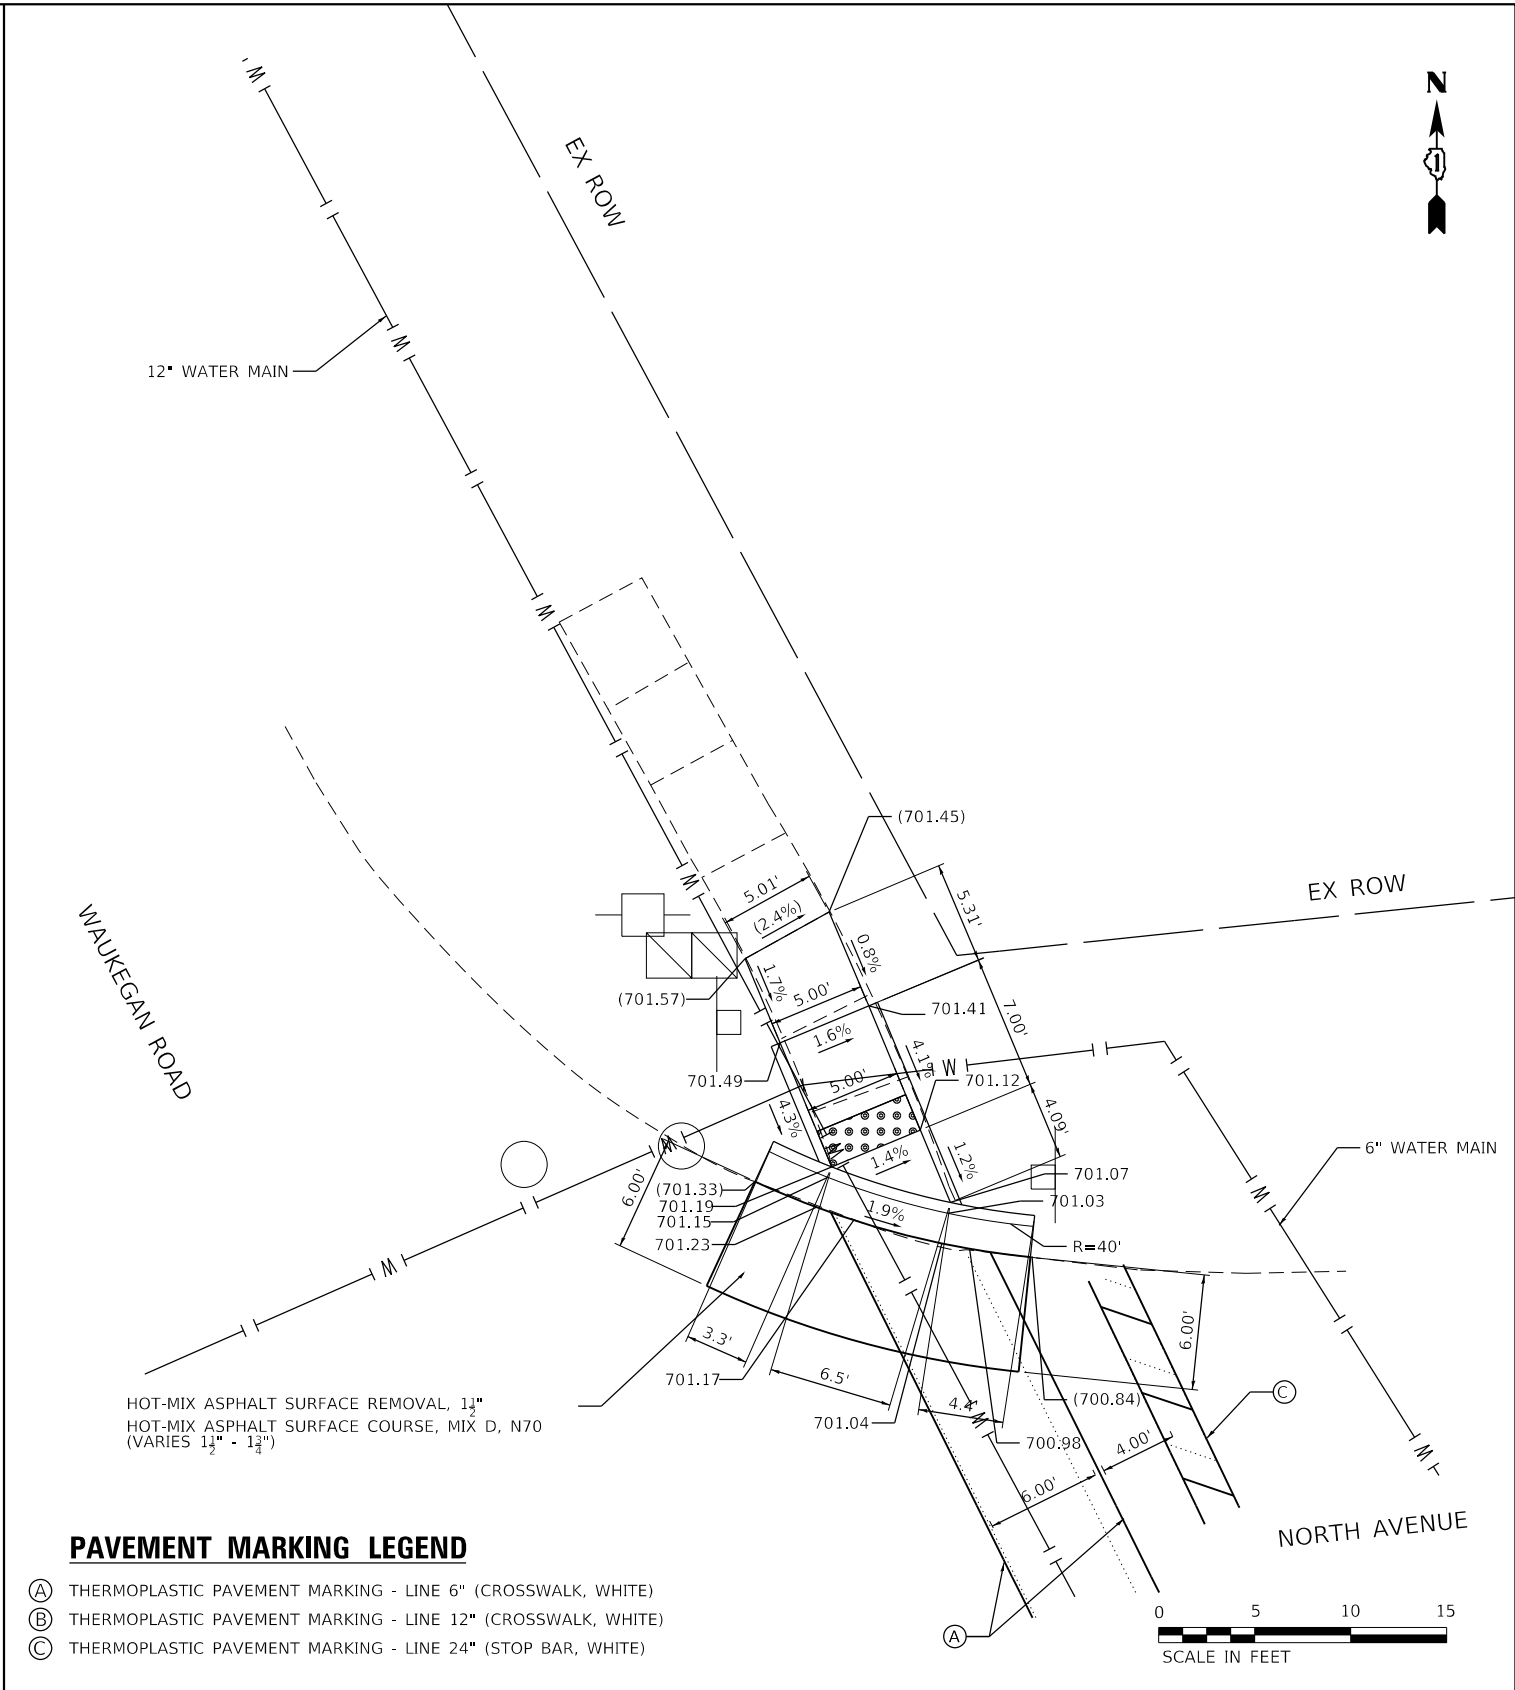 N
1
EX ROW
12" WATER MAIN
(701.45)
EX ROW
5.31'
5.01'
(2.4%)
0.8%
WAUKEGAN ROAD
1.7%
5.00'
(701.57)
701.41
7.00'
1.6%
4.1%
W
701.49
5.00'
701.12
4.3%
4.09'
6" WATER MAIN
1.4%
1.2%
701.07
6.00'
(701.33)
701.19
701.03
701.15
1.9%
701.23
R=40'
6.00'
3.3'
701.17
6.5'
4.4'
(700.84)
C
701.04
700.98
4.00'
HOT-MIX ASPHALT SURFACE REMOVAL, 1½"
HOT-MIX ASPHALT SURFACE COURSE, MIX D, N70
(VARIES 1½" - 1¾")
6.00'
NORTH AVENUE
PAVEMENT MARKING LEGEND
A THERMOPLASTIC PAVEMENT MARKING - LINE 6" (CROSSWALK, WHITE)
B THERMOPLASTIC PAVEMENT MARKING - LINE 12" (CROSSWALK, WHITE)
C THERMOPLASTIC PAVEMENT MARKING - LINE 24" (STOP BAR, WHITE)
A
0 5 10 15
SCALE IN FEET